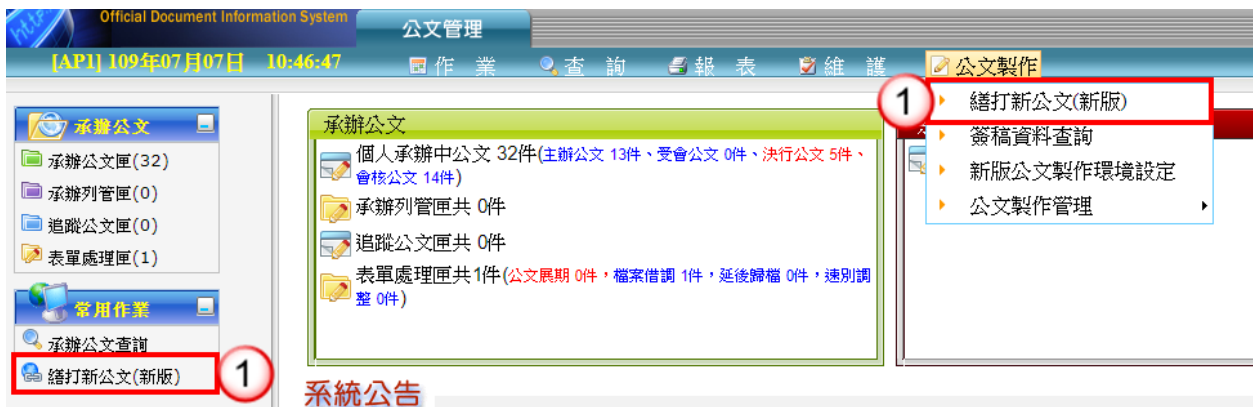 http
Official Document Information System
公文管理
[AP1] 109年07月07日 10:46:47
作業 查詢 報表 維護 公文製作
1
繕打新公文(新版)
簽稿資料查詢
新版公文製作環境設定
公文製作管理
承辦公文
承辦公文匣(32)
承辦列管匣(0)
追蹤公文匣(0)
表單處理匣(1)
常用作業
承辦公文查詢
繕打新公文(新版)
1
承辦公文
個人承辦中公文 32件(主辦公文 13件、受會公文 0件、決行公文 5件、
會核公文 14件)
承辦列管匣共 0件
追蹤公文匣共 0件
表單處理匣共1件(公文展期 0件，檔案借調 1件，延後歸檔 0件，速別調
整 0件)
系統公告